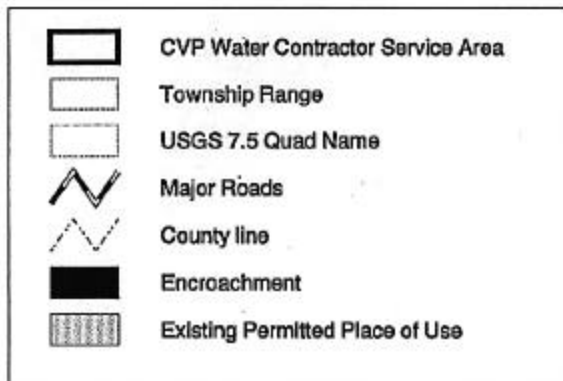 CVP Water Contractor Service Area
Township Range
USGS 7.5 Quad Name
Major Roads
County line
Encroachment
Existing Permitted Place of Use